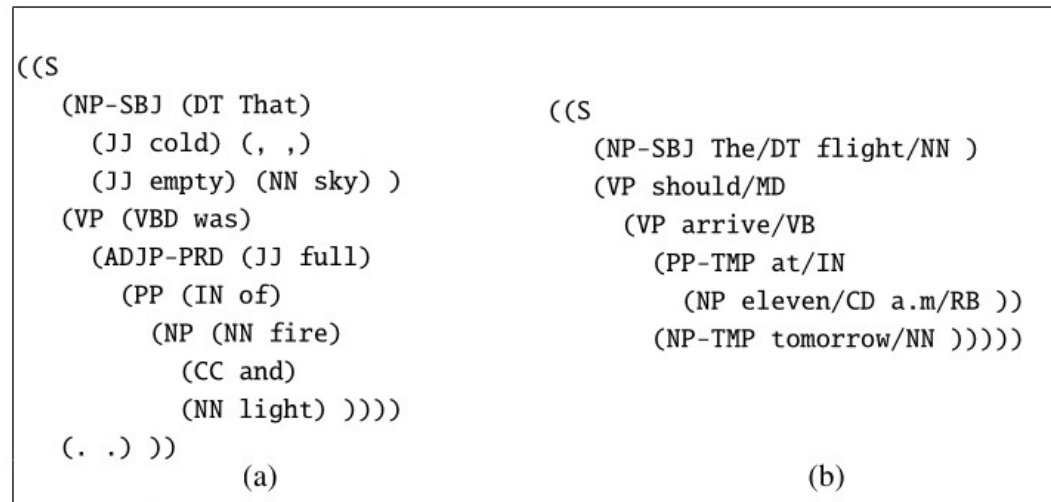 ((S
(NP-SBJ (DT That)
(JJ cold) (, ,)
(JJ empty) (NN sky) )
(VP (VBD was)
(ADJP-PRD (JJ full)
(PP (IN of)
(NP (NN fire)
(CC and)
(NN light) ))))
(. .) ))
(a)
((S
(NP-SBJ The/DT flight/NN )
(VP should/MD
(VP arrive/VB
(PP-TMP at/IN
(NP eleven/CD a.m/RB ))
(NP-TMP tomorrow/NN )))))
(b)